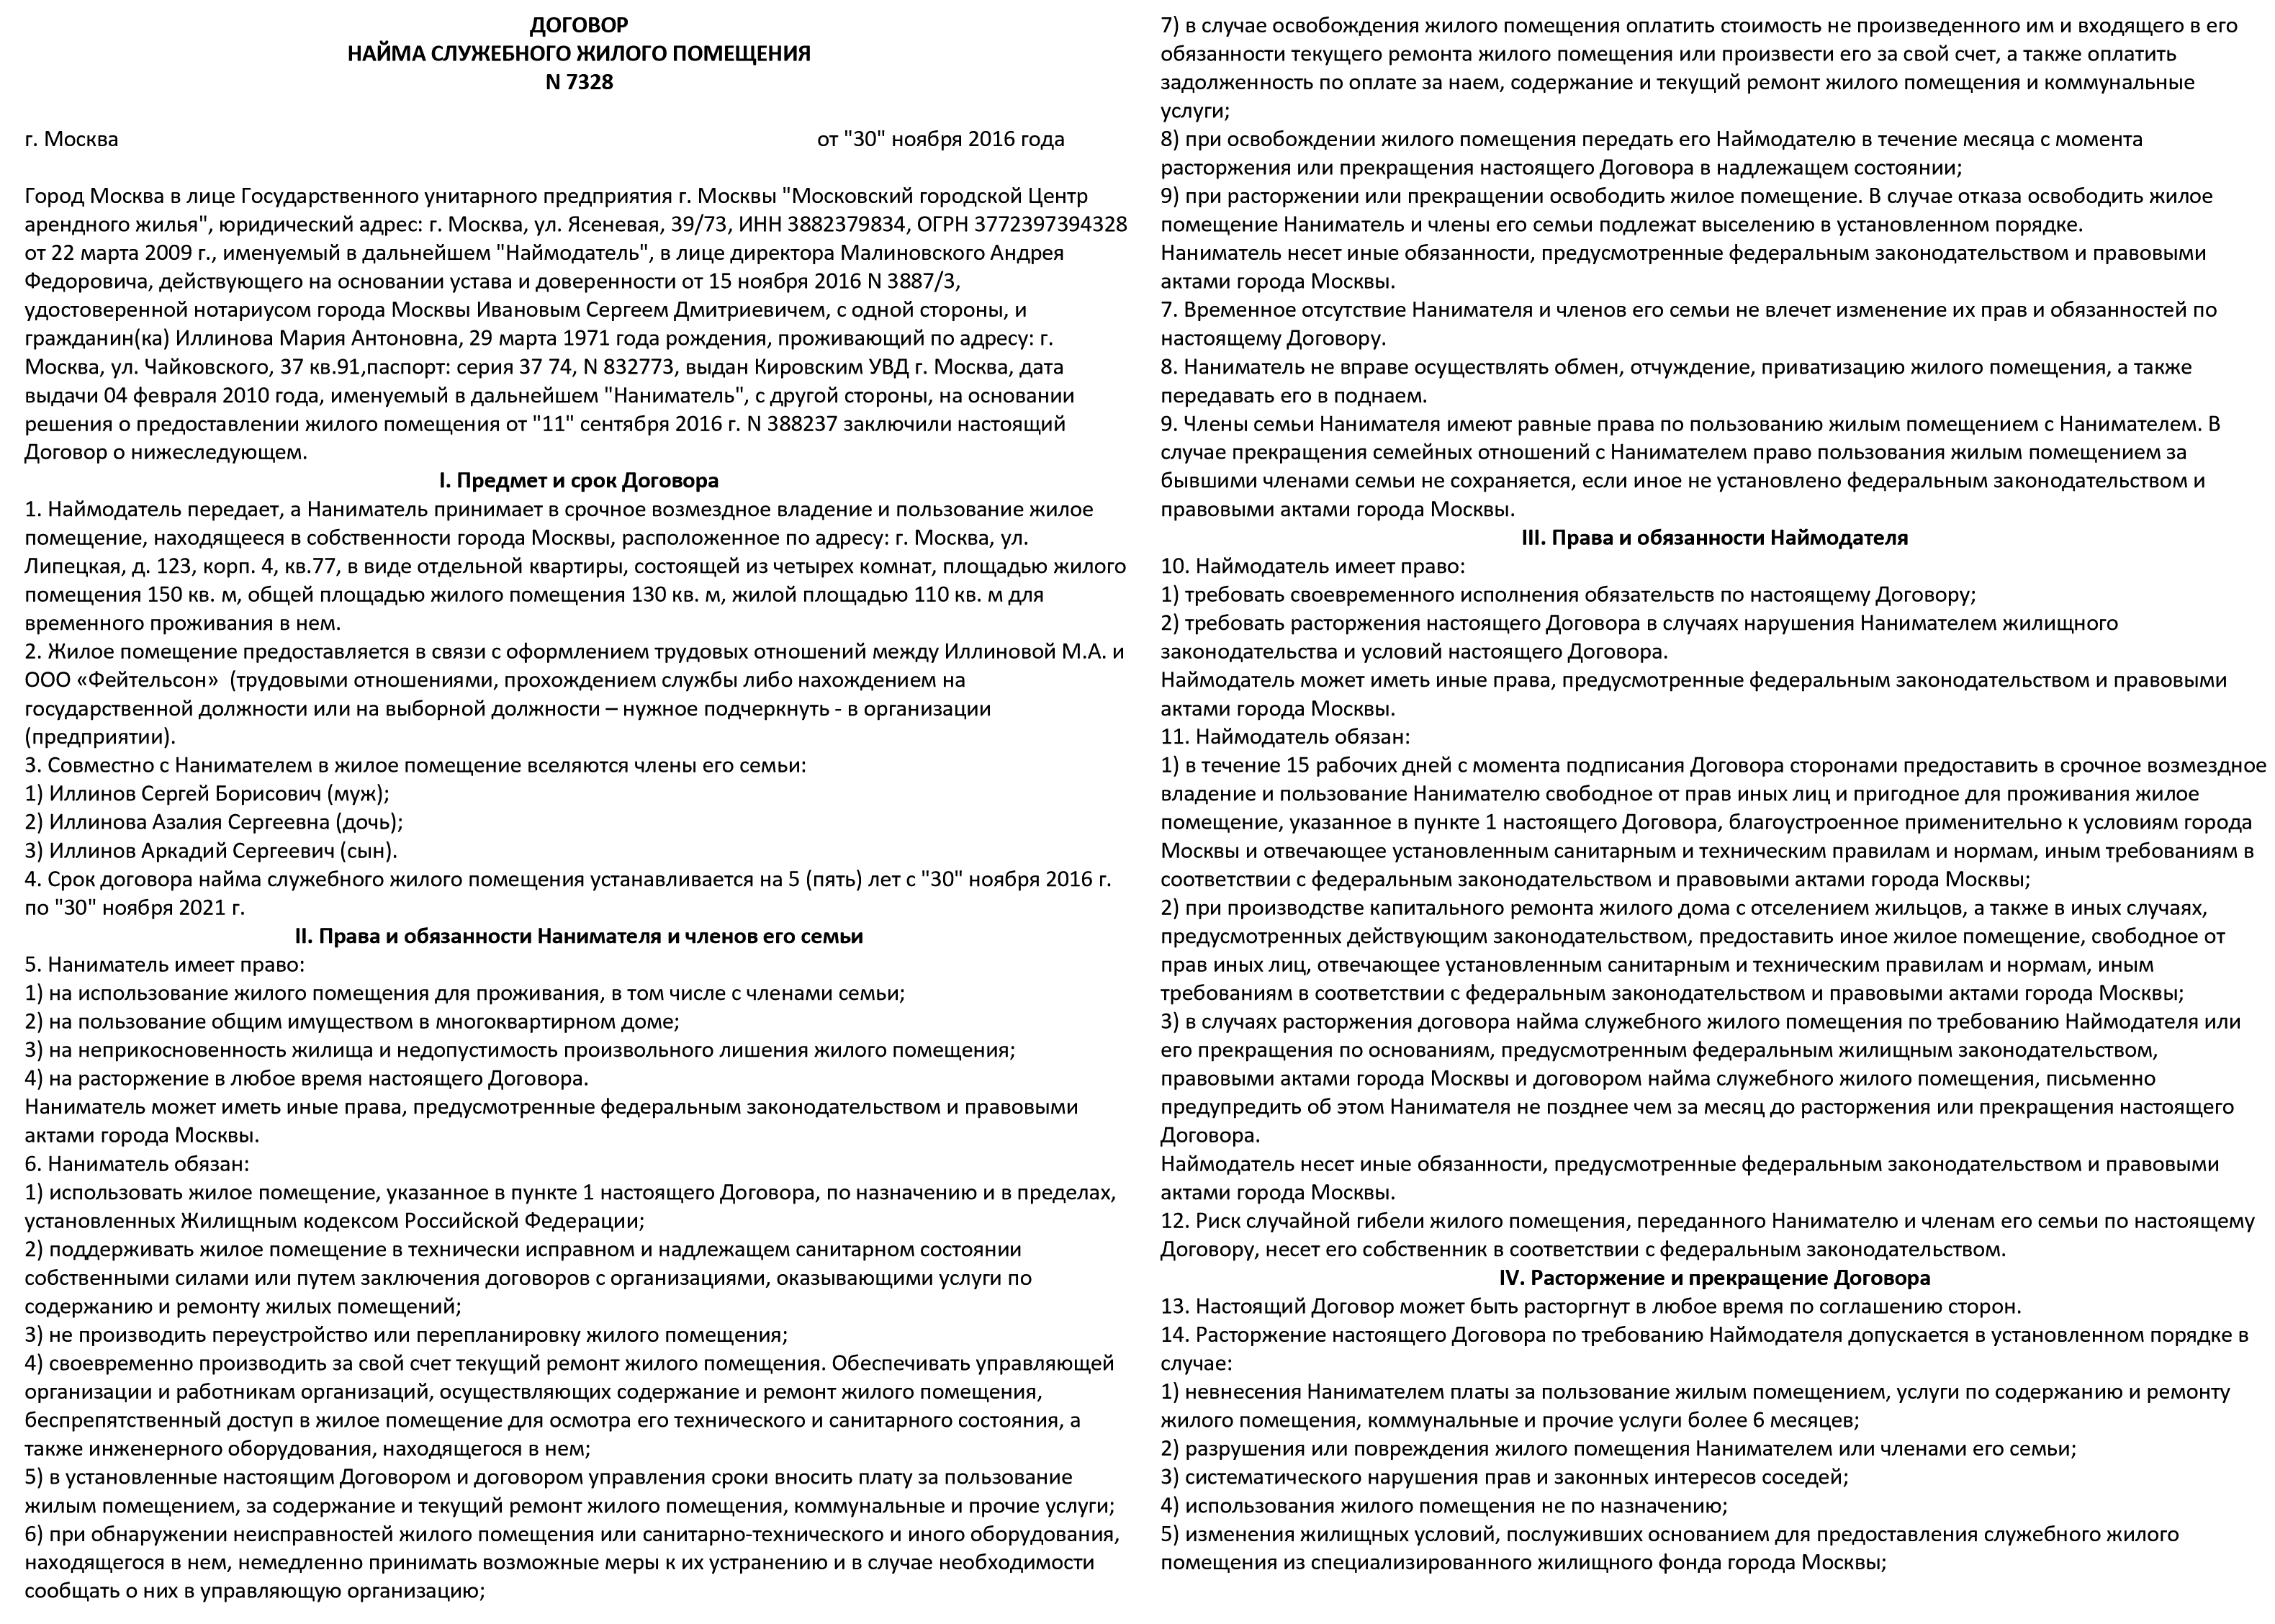 ДОГОВОР
НАЙМА СЛУЖЕБНОГО ЖИЛОГО ПОМЕЩЕНИЯ
N 7328
г. Москва от "30" ноября 2016 года
Город Москва в лице Государственного унитарного предприятия г. Москвы "Московский городской Центр
арендного жилья", юридический адрес: г. Москва, ул. Ясеневая, 39/73, ИНН 3882379834, ОГРН 3772397394328
от 22 марта 2009 г., именуемый в дальнейшем "Наймодатель", в лице директора Малиновского Андрея
Федоровича, действующего на основании устава и доверенности от 15 ноября 2016 N 3887/3,
удостоверенной нотариусом города Москвы Ивановым Сергеем Дмитриевичем, с одной стороны, и
гражданин(ка) Иллинова Мария Антоновна, 29 марта 1971 года рождения, проживающий по адресу: г.
Москва, ул. Чайковского, 37 кв.91,паспорт: серия 37 74, N 832773, выдан Кировским УВД г. Москва, дата
выдачи 04 февраля 2010 года, именуемый в дальнейшем "Наниматель", с другой стороны, на основании
решения о предоставлении жилого помещения от "11" сентября 2016 г. N 388237 заключили настоящий
Договор о нижеследующем.
I. Предмет и срок Договора
1. Наймодатель передает, а Наниматель принимает в срочное возмездное владение и пользование жилое
помещение, находящееся в собственности города Москвы, расположенное по адресу: г. Москва, ул.
Липецкая, д. 123, корп. 4, кв.77, в виде отдельной квартиры, состоящей из четырех комнат, площадью жилого
помещения 150 кв. м, общей площадью жилого помещения 130 кв. м, жилой площадью 110 кв. м для
временного проживания в нем.
2. Жилое помещение предоставляется в связи с оформлением трудовых отношений между Иллиновой М.А. и
ООО «Фейтельсон»  (трудовыми отношениями, прохождением службы либо нахождением на
государственной должности или на выборной должности – нужное подчеркнуть - в организации
(предприятии).
3. Совместно с Нанимателем в жилое помещение вселяются члены его семьи:
1) Иллинов Сергей Борисович (муж);
2) Иллинова Азалия Сергеевна (дочь);
3) Иллинов Аркадий Сергеевич (сын).
4. Срок договора найма служебного жилого помещения устанавливается на 5 (пять) лет с "30" ноября 2016 г.
по "30" ноября 2021 г.
II. Права и обязанности Нанимателя и членов его семьи
5. Наниматель имеет право:
1) на использование жилого помещения для проживания, в том числе с членами семьи;
2) на пользование общим имуществом в многоквартирном доме;
3) на неприкосновенность жилища и недопустимость произвольного лишения жилого помещения;
4) на расторжение в любое время настоящего Договора.
Наниматель может иметь иные права, предусмотренные федеральным законодательством и правовыми
актами города Москвы.
6. Наниматель обязан:
1) использовать жилое помещение, указанное в пункте 1 настоящего Договора, по назначению и в пределах,
установленных Жилищным кодексом Российской Федерации;
2) поддерживать жилое помещение в технически исправном и надлежащем санитарном состоянии
собственными силами или путем заключения договоров с организациями, оказывающими услуги по
содержанию и ремонту жилых помещений;
3) не производить переустройство или перепланировку жилого помещения;
4) своевременно производить за свой счет текущий ремонт жилого помещения. Обеспечивать управляющей
организации и работникам организаций, осуществляющих содержание и ремонт жилого помещения,
беспрепятственный доступ в жилое помещение для осмотра его технического и санитарного состояния, а
также инженерного оборудования, находящегося в нем;
5) в установленные настоящим Договором и договором управления сроки вносить плату за пользование
жилым помещением, за содержание и текущий ремонт жилого помещения, коммунальные и прочие услуги;
6) при обнаружении неисправностей жилого помещения или санитарно-технического и иного оборудования,
находящегося в нем, немедленно принимать возможные меры к их устранению и в случае необходимости
сообщать о них в управляющую организацию;
7) в случае освобождения жилого помещения оплатить стоимость не произведенного им и входящего в его
обязанности текущего ремонта жилого помещения или произвести его за свой счет, а также оплатить
задолженность по оплате за наем, содержание и текущий ремонт жилого помещения и коммунальные
услуги;
8) при освобождении жилого помещения передать его Наймодателю в течение месяца с момента
расторжения или прекращения настоящего Договора в надлежащем состоянии;
9) при расторжении или прекращении освободить жилое помещение. В случае отказа освободить жилое
помещение Наниматель и члены его семьи подлежат выселению в установленном порядке.
Наниматель несет иные обязанности, предусмотренные федеральным законодательством и правовыми
актами города Москвы.
7. Временное отсутствие Нанимателя и членов его семьи не влечет изменение их прав и обязанностей по
настоящему Договору.
8. Наниматель не вправе осуществлять обмен, отчуждение, приватизацию жилого помещения, а также
передавать его в поднаем.
9. Члены семьи Нанимателя имеют равные права по пользованию жилым помещением с Нанимателем. В
случае прекращения семейных отношений с Нанимателем право пользования жилым помещением за
бывшими членами семьи не сохраняется, если иное не установлено федеральным законодательством и
правовыми актами города Москвы.
III. Права и обязанности Наймодателя
10. Наймодатель имеет право:
1) требовать своевременного исполнения обязательств по настоящему Договору;
2) требовать расторжения настоящего Договора в случаях нарушения Нанимателем жилищного
законодательства и условий настоящего Договора.
Наймодатель может иметь иные права, предусмотренные федеральным законодательством и правовыми
актами города Москвы.
11. Наймодатель обязан:
1) в течение 15 рабочих дней с момента подписания Договора сторонами предоставить в срочное возмездное
владение и пользование Нанимателю свободное от прав иных лиц и пригодное для проживания жилое
помещение, указанное в пункте 1 настоящего Договора, благоустроенное применительно к условиям города
Москвы и отвечающее установленным санитарным и техническим правилам и нормам, иным требованиям в
соответствии с федеральным законодательством и правовыми актами города Москвы;
2) при производстве капитального ремонта жилого дома с отселением жильцов, а также в иных случаях,
предусмотренных действующим законодательством, предоставить иное жилое помещение, свободное от
прав иных лиц, отвечающее установленным санитарным и техническим правилам и нормам, иным
требованиям в соответствии с федеральным законодательством и правовыми актами города Москвы;
3) в случаях расторжения договора найма служебного жилого помещения по требованию Наймодателя или
его прекращения по основаниям, предусмотренным федеральным жилищным законодательством,
правовыми актами города Москвы и договором найма служебного жилого помещения, письменно
предупредить об этом Нанимателя не позднее чем за месяц до расторжения или прекращения настоящего
Договора.
Наймодатель несет иные обязанности, предусмотренные федеральным законодательством и правовыми
актами города Москвы.
12. Риск случайной гибели жилого помещения, переданного Нанимателю и членам его семьи по настоящему
Договору, несет его собственник в соответствии с федеральным законодательством.
IV. Расторжение и прекращение Договора
13. Настоящий Договор может быть расторгнут в любое время по соглашению сторон.
14. Расторжение настоящего Договора по требованию Наймодателя допускается в установленном порядке в
случае:
1) невнесения Нанимателем платы за пользование жилым помещением, услуги по содержанию и ремонту
жилого помещения, коммунальные и прочие услуги более 6 месяцев;
2) разрушения или повреждения жилого помещения Нанимателем или членами его семьи;
3) систематического нарушения прав и законных интересов соседей;
4) использования жилого помещения не по назначению;
5) изменения жилищных условий, послуживших основанием для предоставления служебного жилого
помещения из специализированного жилищного фонда города Москвы;